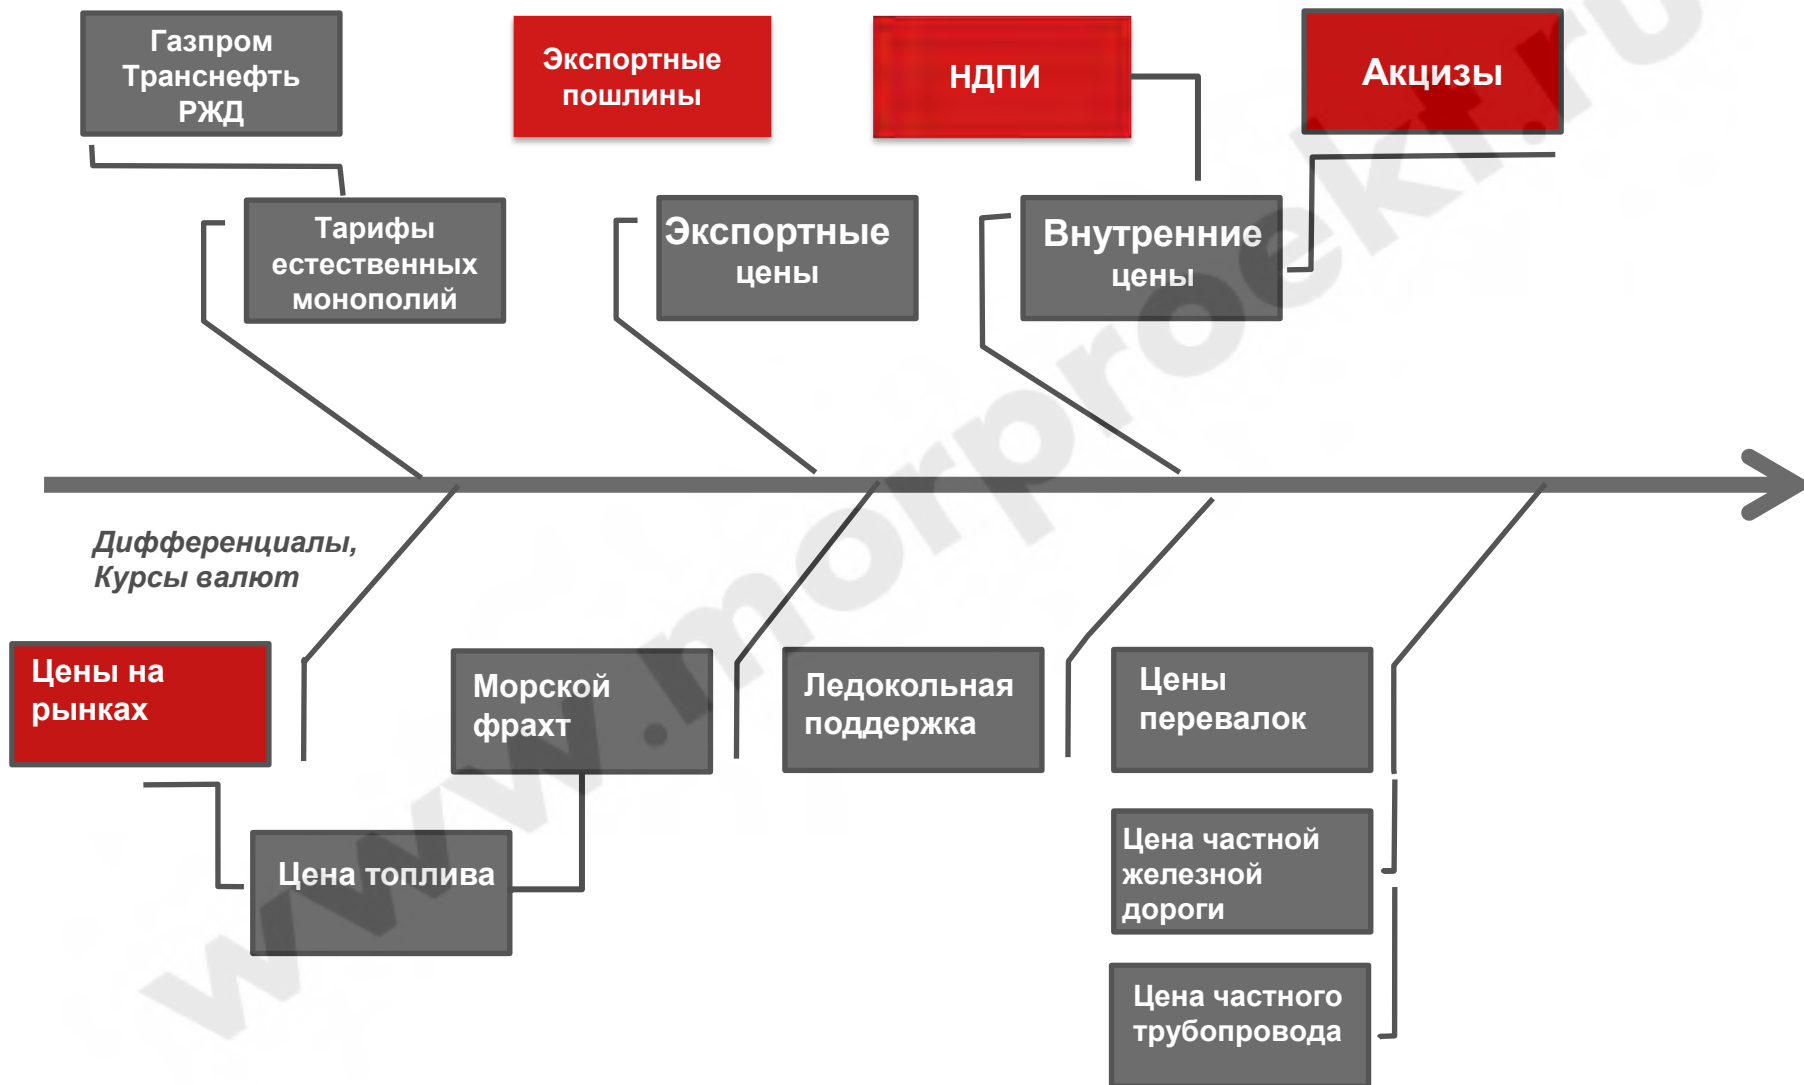 Газпром
Транснефть
РЖД
Экспортные
пошлины
НДПИ
Акцизы
Тарифы
естественных
монополий
Экспортные
цены
Внутренние
цены
Дифференциалы,
Курсы валют
Цены на
рынках
Морской
фрахт
Ледокольная
поддержка
Цены
перевалок
Цена топлива
Цена частной
железной
дороги
Цена частного
трубопровода
www.morproekt.ru